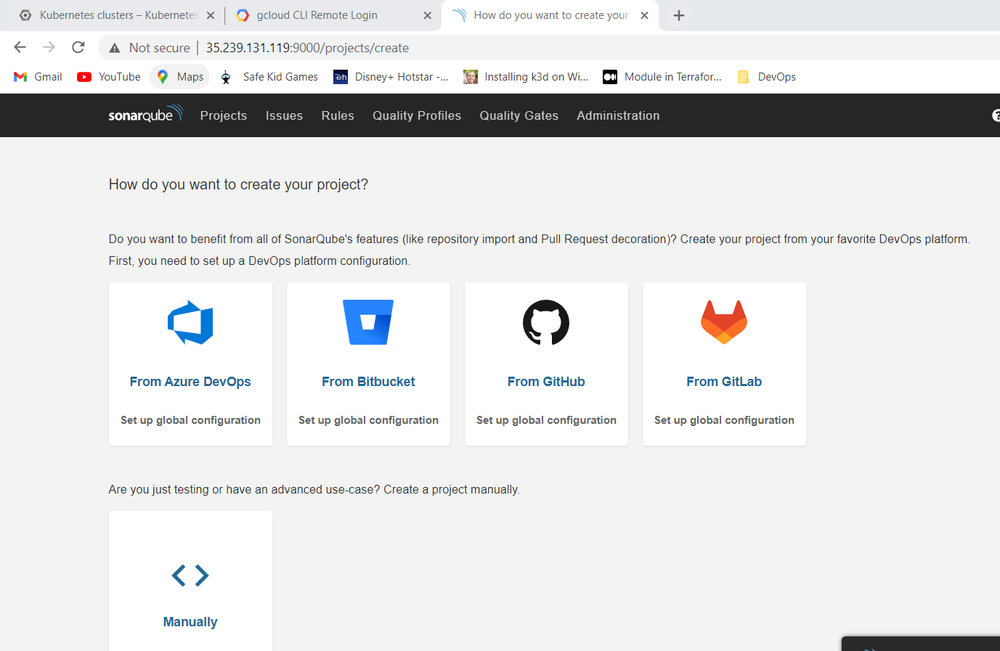 Kubernetes clusters – Kubernetes
gcloud CLI Remote Login
How do you want to create your
Not secure
35.239.131.119:9000/projects/create
Gmail
YouTube
Maps
Safe Kid Games
Disney+ Hotstar -...
Installing k3d on Wi...
Module in Terrafor...
DevOps
sonarqube
Projects
Issues
Rules
Quality Profiles
Quality Gates
Administration
?
How do you want to create your project?
Do you want to benefit from all of SonarQube's features (like repository import and Pull Request decoration)? Create your project from your favorite DevOps platform.
First, you need to set up a DevOps platform configuration.
From Azure DevOps
From Bitbucket
From GitHub
From GitLab
Set up global configuration
Set up global configuration
Set up global configuration
Set up global configuration
Are you just testing or have an advanced use-case? Create a project manually.
Manually